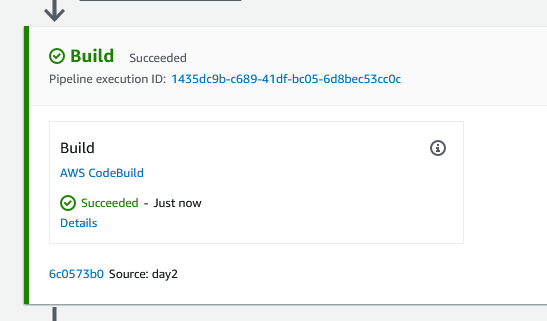 Build Succeeded
Pipeline execution ID: 1435dc9b-c689-41df-bc05-6d8bec53cc0c
Build
AWS CodeBuild
Succeeded - Just now
Details
6c0573b0 Source: day2